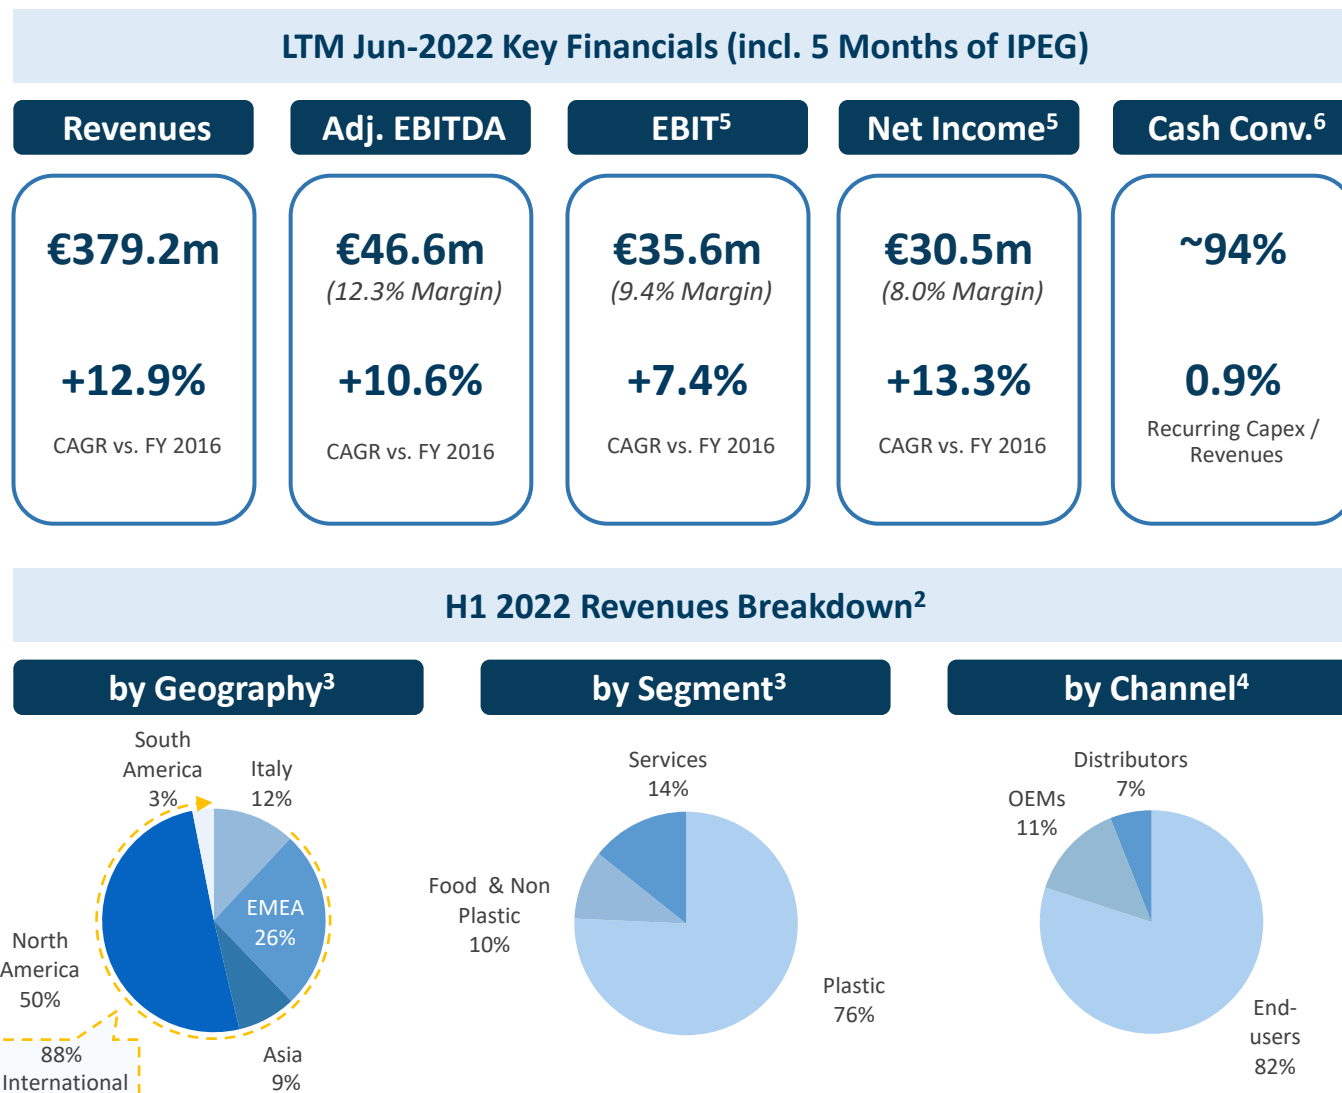 LTM Jun-2022 Key Financials (incl. 5 Months of IPEG)
Revenues
Adj. EBITDA
EBIT5
Net Income5
Cash Conv.6
€379.2m
€46.6m
(12.3% Margin)
€35.6m
(9.4% Margin)
€30.5m
(8.0% Margin)
~94%
+12.9%
CAGR vs. FY 2016
+10.6%
CAGR vs. FY 2016
+7.4%
CAGR vs. FY 2016
+13.3%
CAGR vs. FY 2016
0.9%
Recurring Capex /
Revenues
H1 2022 Revenues Breakdown2
by Geography3
South
America
3%
Italy
12%
EMEA
26%
North
America
50%
Asia
9%
88%
International
by Segment3
Services
14%
Food & Non
Plastic
10%
Plastic
76%
by Channel4
Distributors
7%
OEMs
11%
End-
users
82%